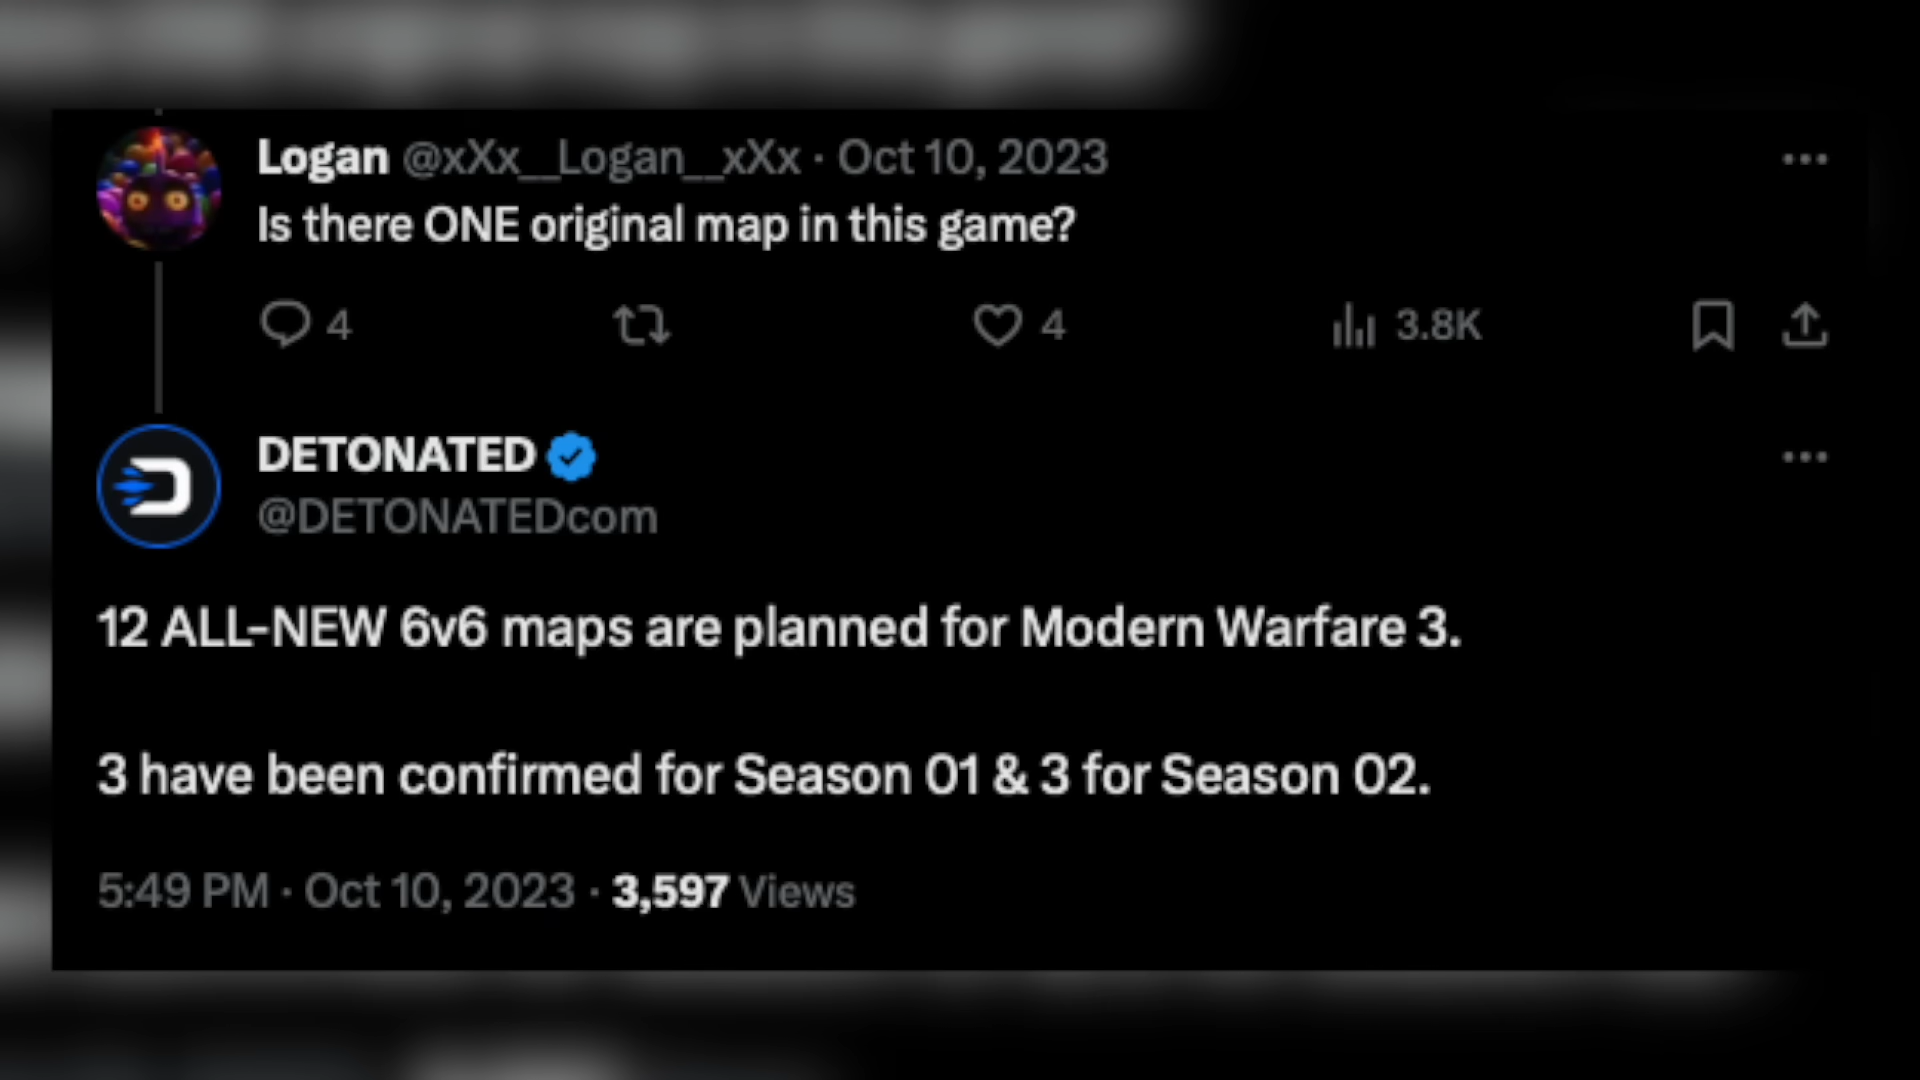 Logan @xXx__Logan__xXx · Oct 10, 2023
Is there ONE original map in this game?
4 4 3.8K
DETONATED
@DETONATEDcom
12 ALL-NEW 6v6 maps are planned for Modern Warfare 3.
3 have been confirmed for Season 01 & 3 for Season 02.
5:49 PM · Oct 10, 2023 · 3,597 Views